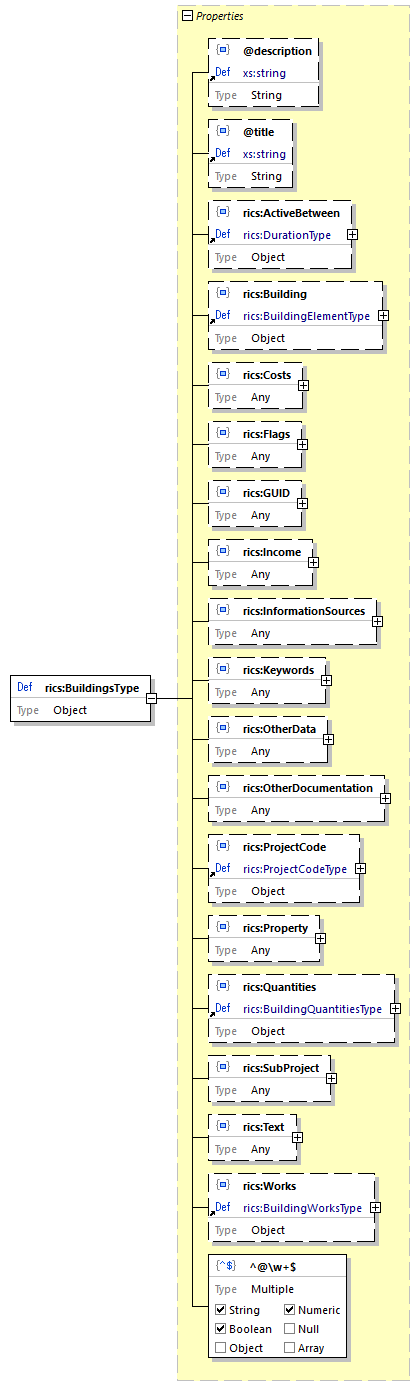 Properties
@description
Def xs:string
Type String
@title
Def xs:string
Type String
rics:ActiveBetween
Def rics:DurationType
Type Object
rics:Building
Def rics:BuildingElementType
Type Object
rics:Costs
Type Any
rics:Flags
Type Any
rics:GUID
Type Any
rics:Income
Type Any
rics:InformationSources
Type Any
Def rics:BuildingsType
Type Object
rics:Keywords
Type Any
rics:OtherData
Type Any
rics:OtherDocumentation
Type Any
rics:ProjectCode
Def rics:ProjectCodeType
Type Object
rics:Property
Type Any
rics:Quantities
Def rics:BuildingQuantitiesType
Type Object
rics:SubProject
Type Any
rics:Text
Type Any
rics:Works
Def rics:BuildingWorksType
Type Object
{^$} ^@\w+$
Type Multiple
String Numeric
Boolean Null
Object Array